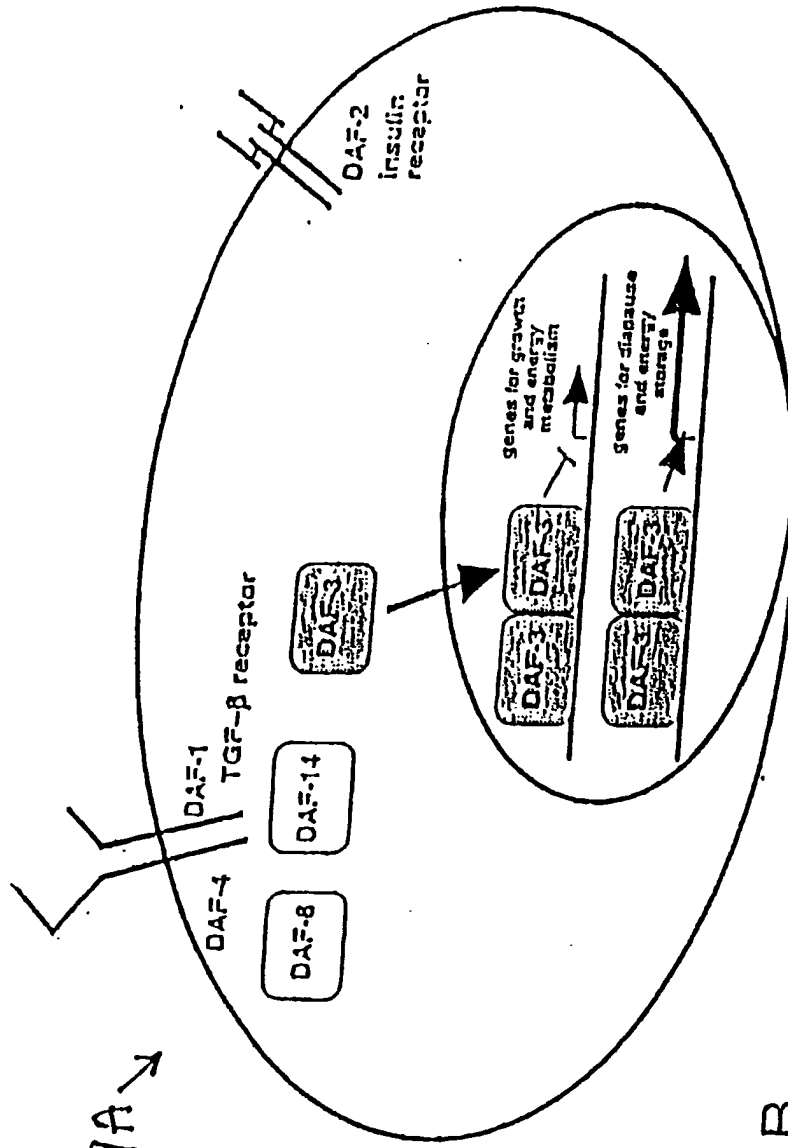 DAF-4
DAF-1
TGF-β receptor
DAF-2
insulin
receptor
DAF-8
DAF-14
DAF-3
DAF-3
DAF-3
genes for growth
and energy
metabolism
DAF-3
DAF-3
genes for diapause
and energy
storage
B